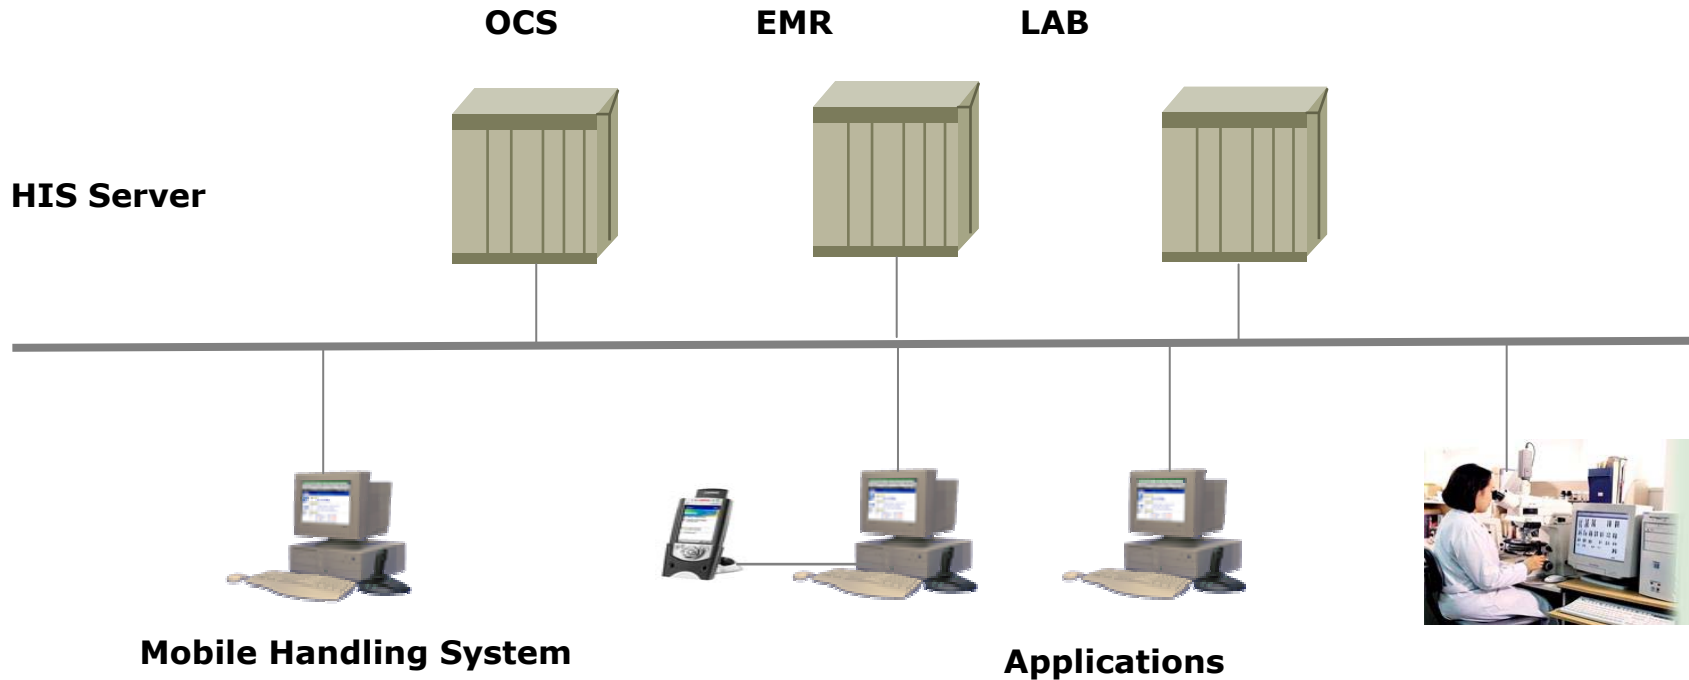 OCS EMR LAB
HIS Server
Mobile Handling System
Applications